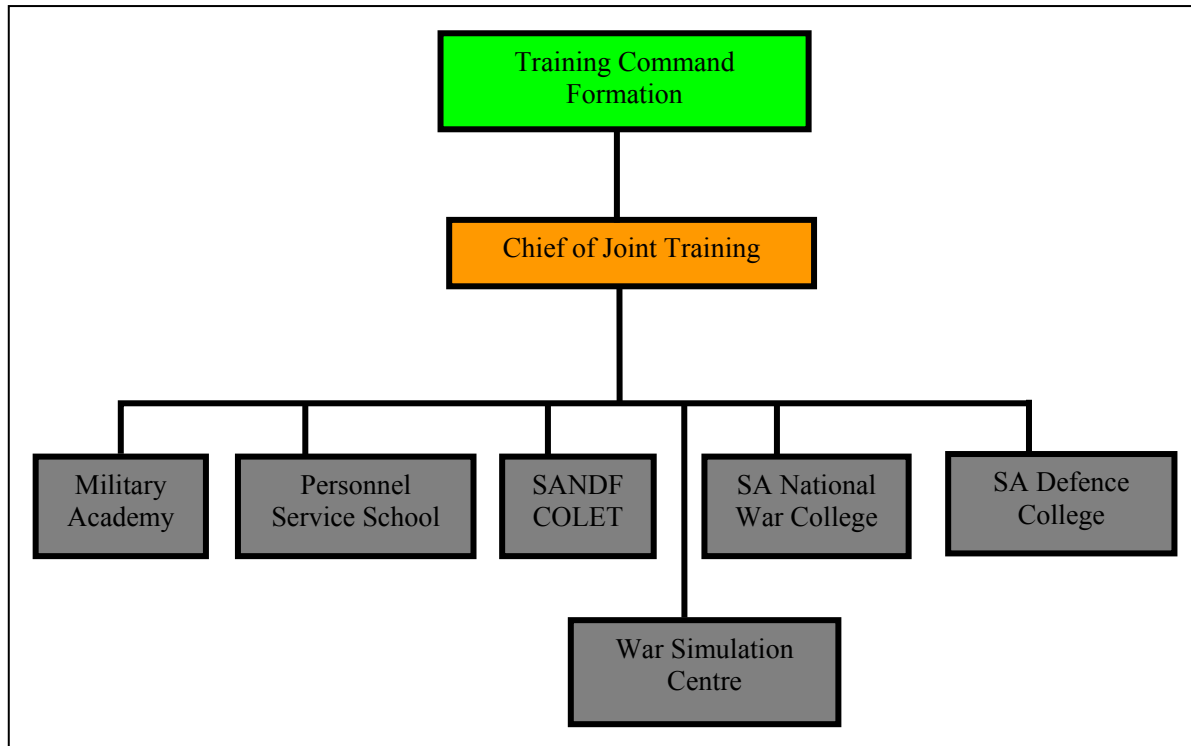 Training Command
Formation
Chief of Joint Training
Military
Academy
Personnel
Service School
SANDF
COLET
SA National
War College
SA Defence
College
War Simulation
Centre